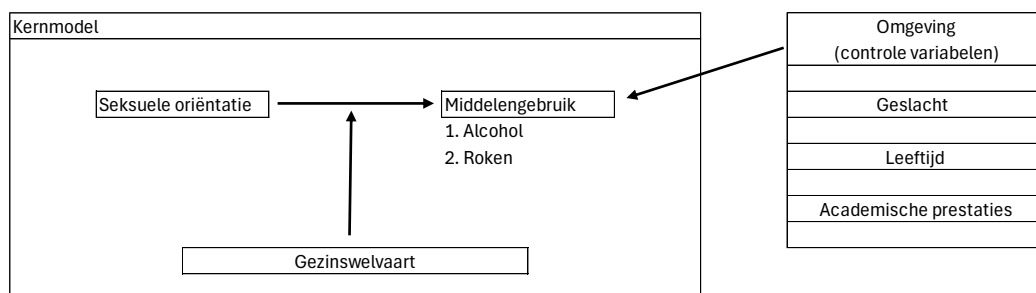 Kernmodel
Seksuele oriëntatie
Middelengebruik
1. Alcohol
2. Roken
Gezinswelvaart
Omgeving
(controle variabelen)
Geslacht
Leeftijd
Academische prestaties